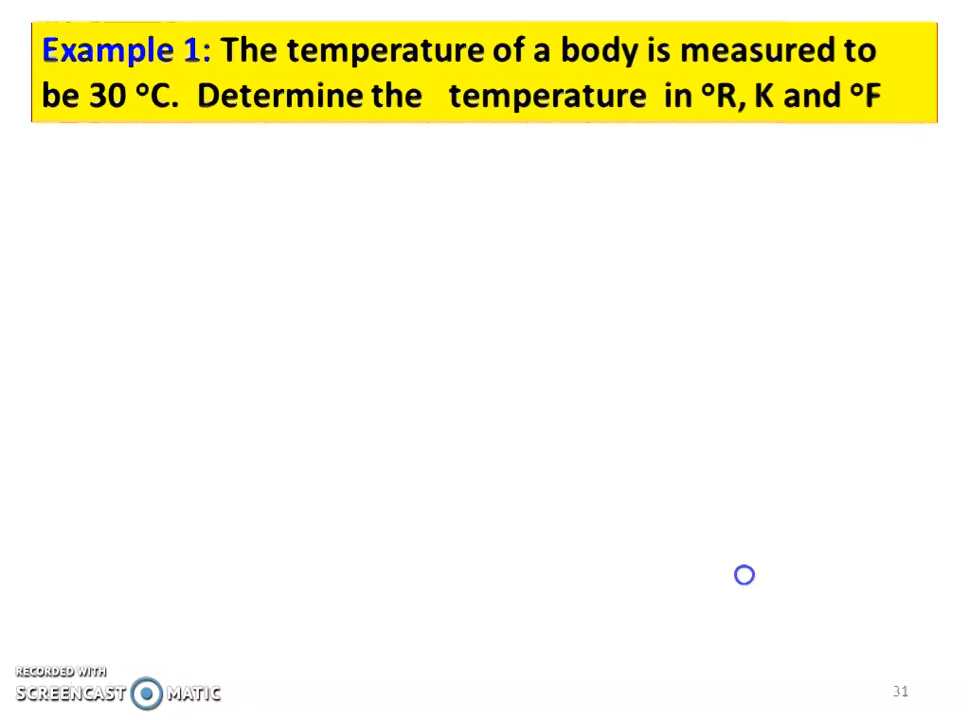 Example 1: The temperature of a body is measured to
be 30 °C. Determine the temperature in °R, K and °F
RECORDED WITH
SCREENCAST MATIC
31